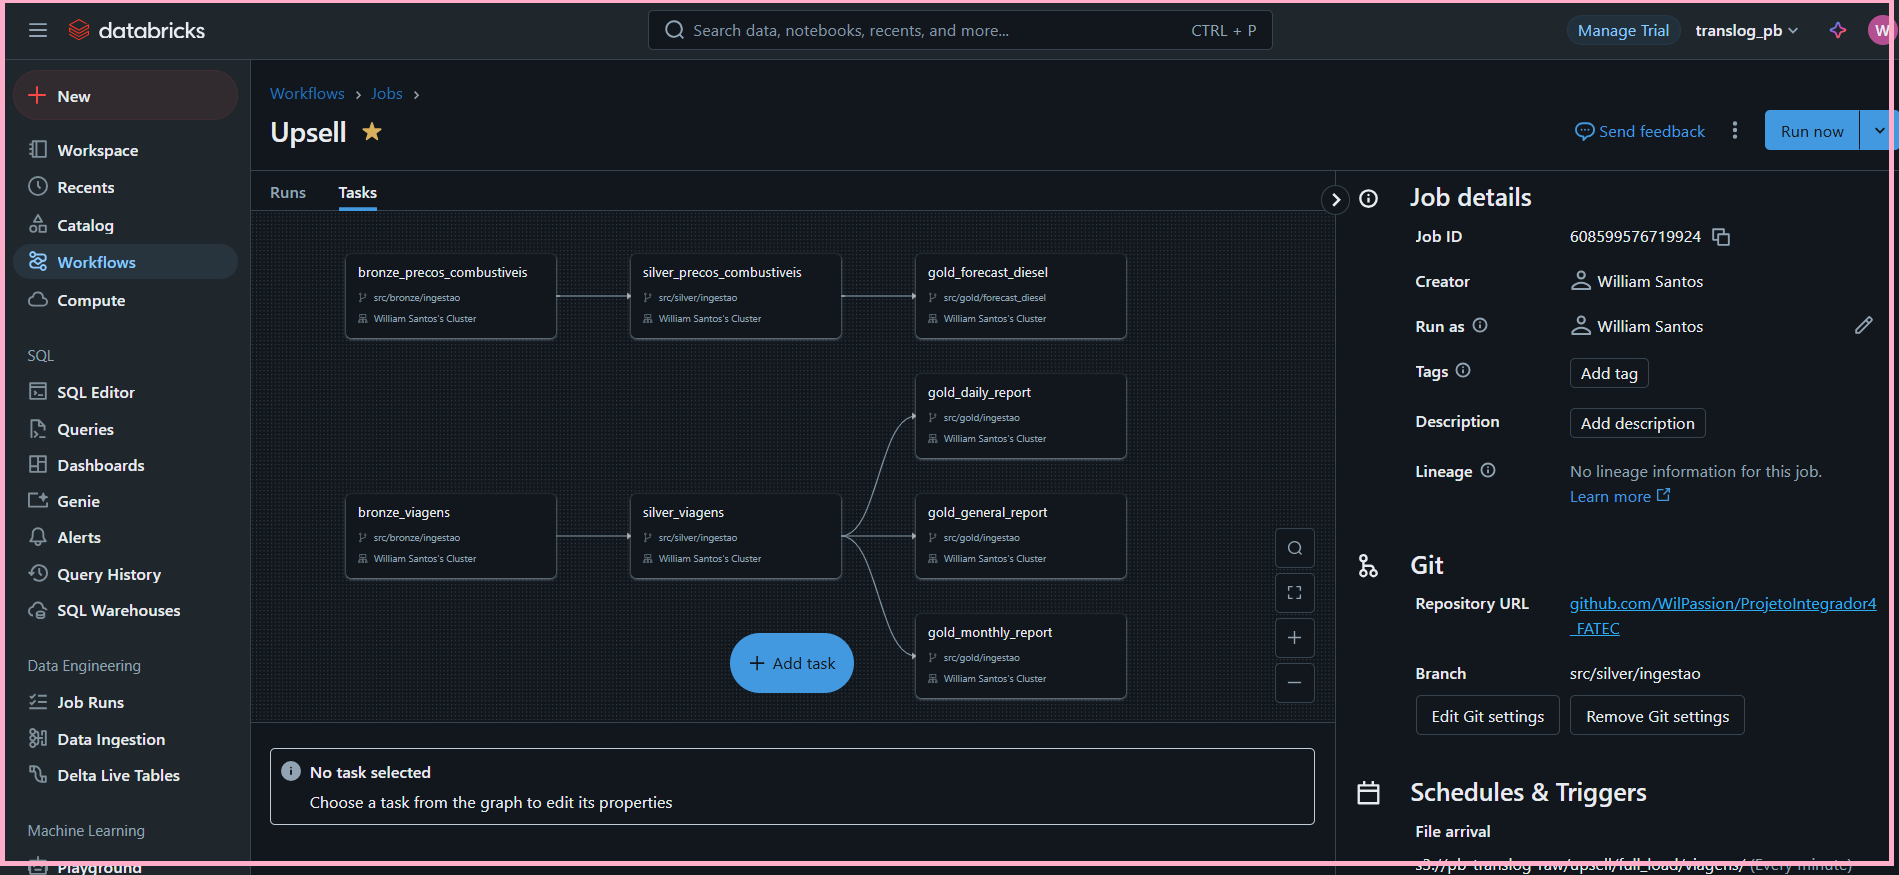 databricks
Search data, notebooks, recents, and more...
CTRL + P
Manage Trial
translog_pb
W
New
Workspace
Recents
Catalog
Workflows
Compute
SQL
SQL Editor
Queries
Dashboards
Genie
Alerts
Query History
SQL Warehouses
Data Engineering
Job Runs
Data Ingestion
Delta Live Tables
Machine Learning
Playground
Workflows > Jobs >
Upsell
Send feedback
Run now
Runs
Tasks
bronze_precos_combustiveis
src/bronze/ingestao
William Santos's Cluster
silver_precos_combustiveis
src/silver/ingestao
William Santos's Cluster
gold_forecast_diesel
src/gold/forecast_diesel
William Santos's Cluster
gold_daily_report
src/gold/ingestao
William Santos's Cluster
bronze_viagens
src/bronze/ingestao
William Santos's Cluster
silver_viagens
src/silver/ingestao
William Santos's Cluster
gold_general_report
src/gold/ingestao
William Santos's Cluster
gold_monthly_report
src/gold/ingestao
William Santos's Cluster
Add task
No task selected
Choose a task from the graph to edit its properties
Job details
Job ID
608599576719924
Creator
William Santos
Run as
William Santos
Tags
Add tag
Description
Add description
Lineage
No lineage information for this job.
Learn more
Git
Repository URL
github.com/WilPassion/ProjetoIntegrador4
_FATEC
Branch
src/silver/ingestao
Edit Git settings
Remove Git settings
Schedules & Triggers
File arrival
s3://pb-translog-raw/upsell/full_load/viagens/ (Every minute)